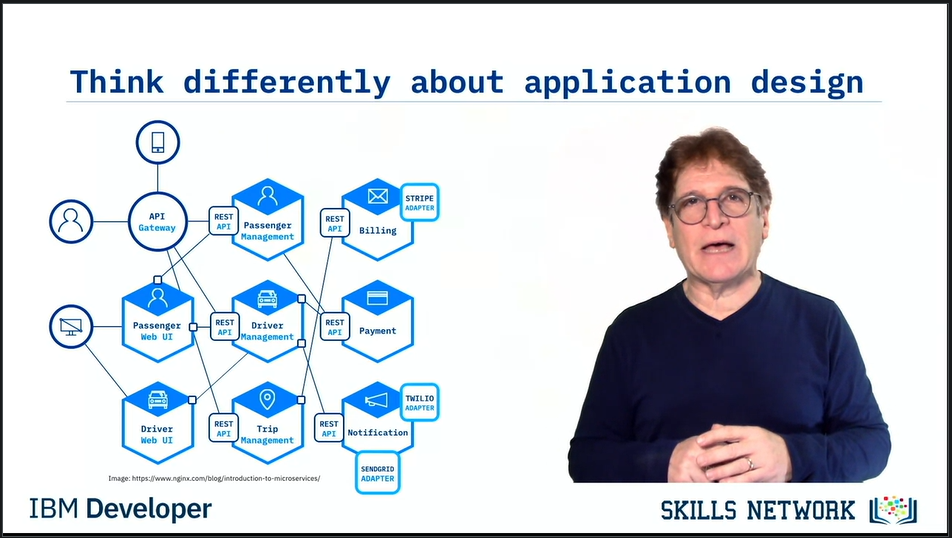 Think differently about application design
API
Gateway
REST
API
Passenger
Management
REST
API
Billing
STRIPE
ADAPTER
Passenger
Web UI
REST
API
Driver
Management
REST
API
Payment
Driver
Web UI
REST
API
Trip
Management
REST
API
Notification
TWILIO
ADAPTER
SENDGRID
ADAPTER
Image: https://www.nginx.com/blog/introduction-to-microservices/
IBM Developer
SKILLS NETWORK